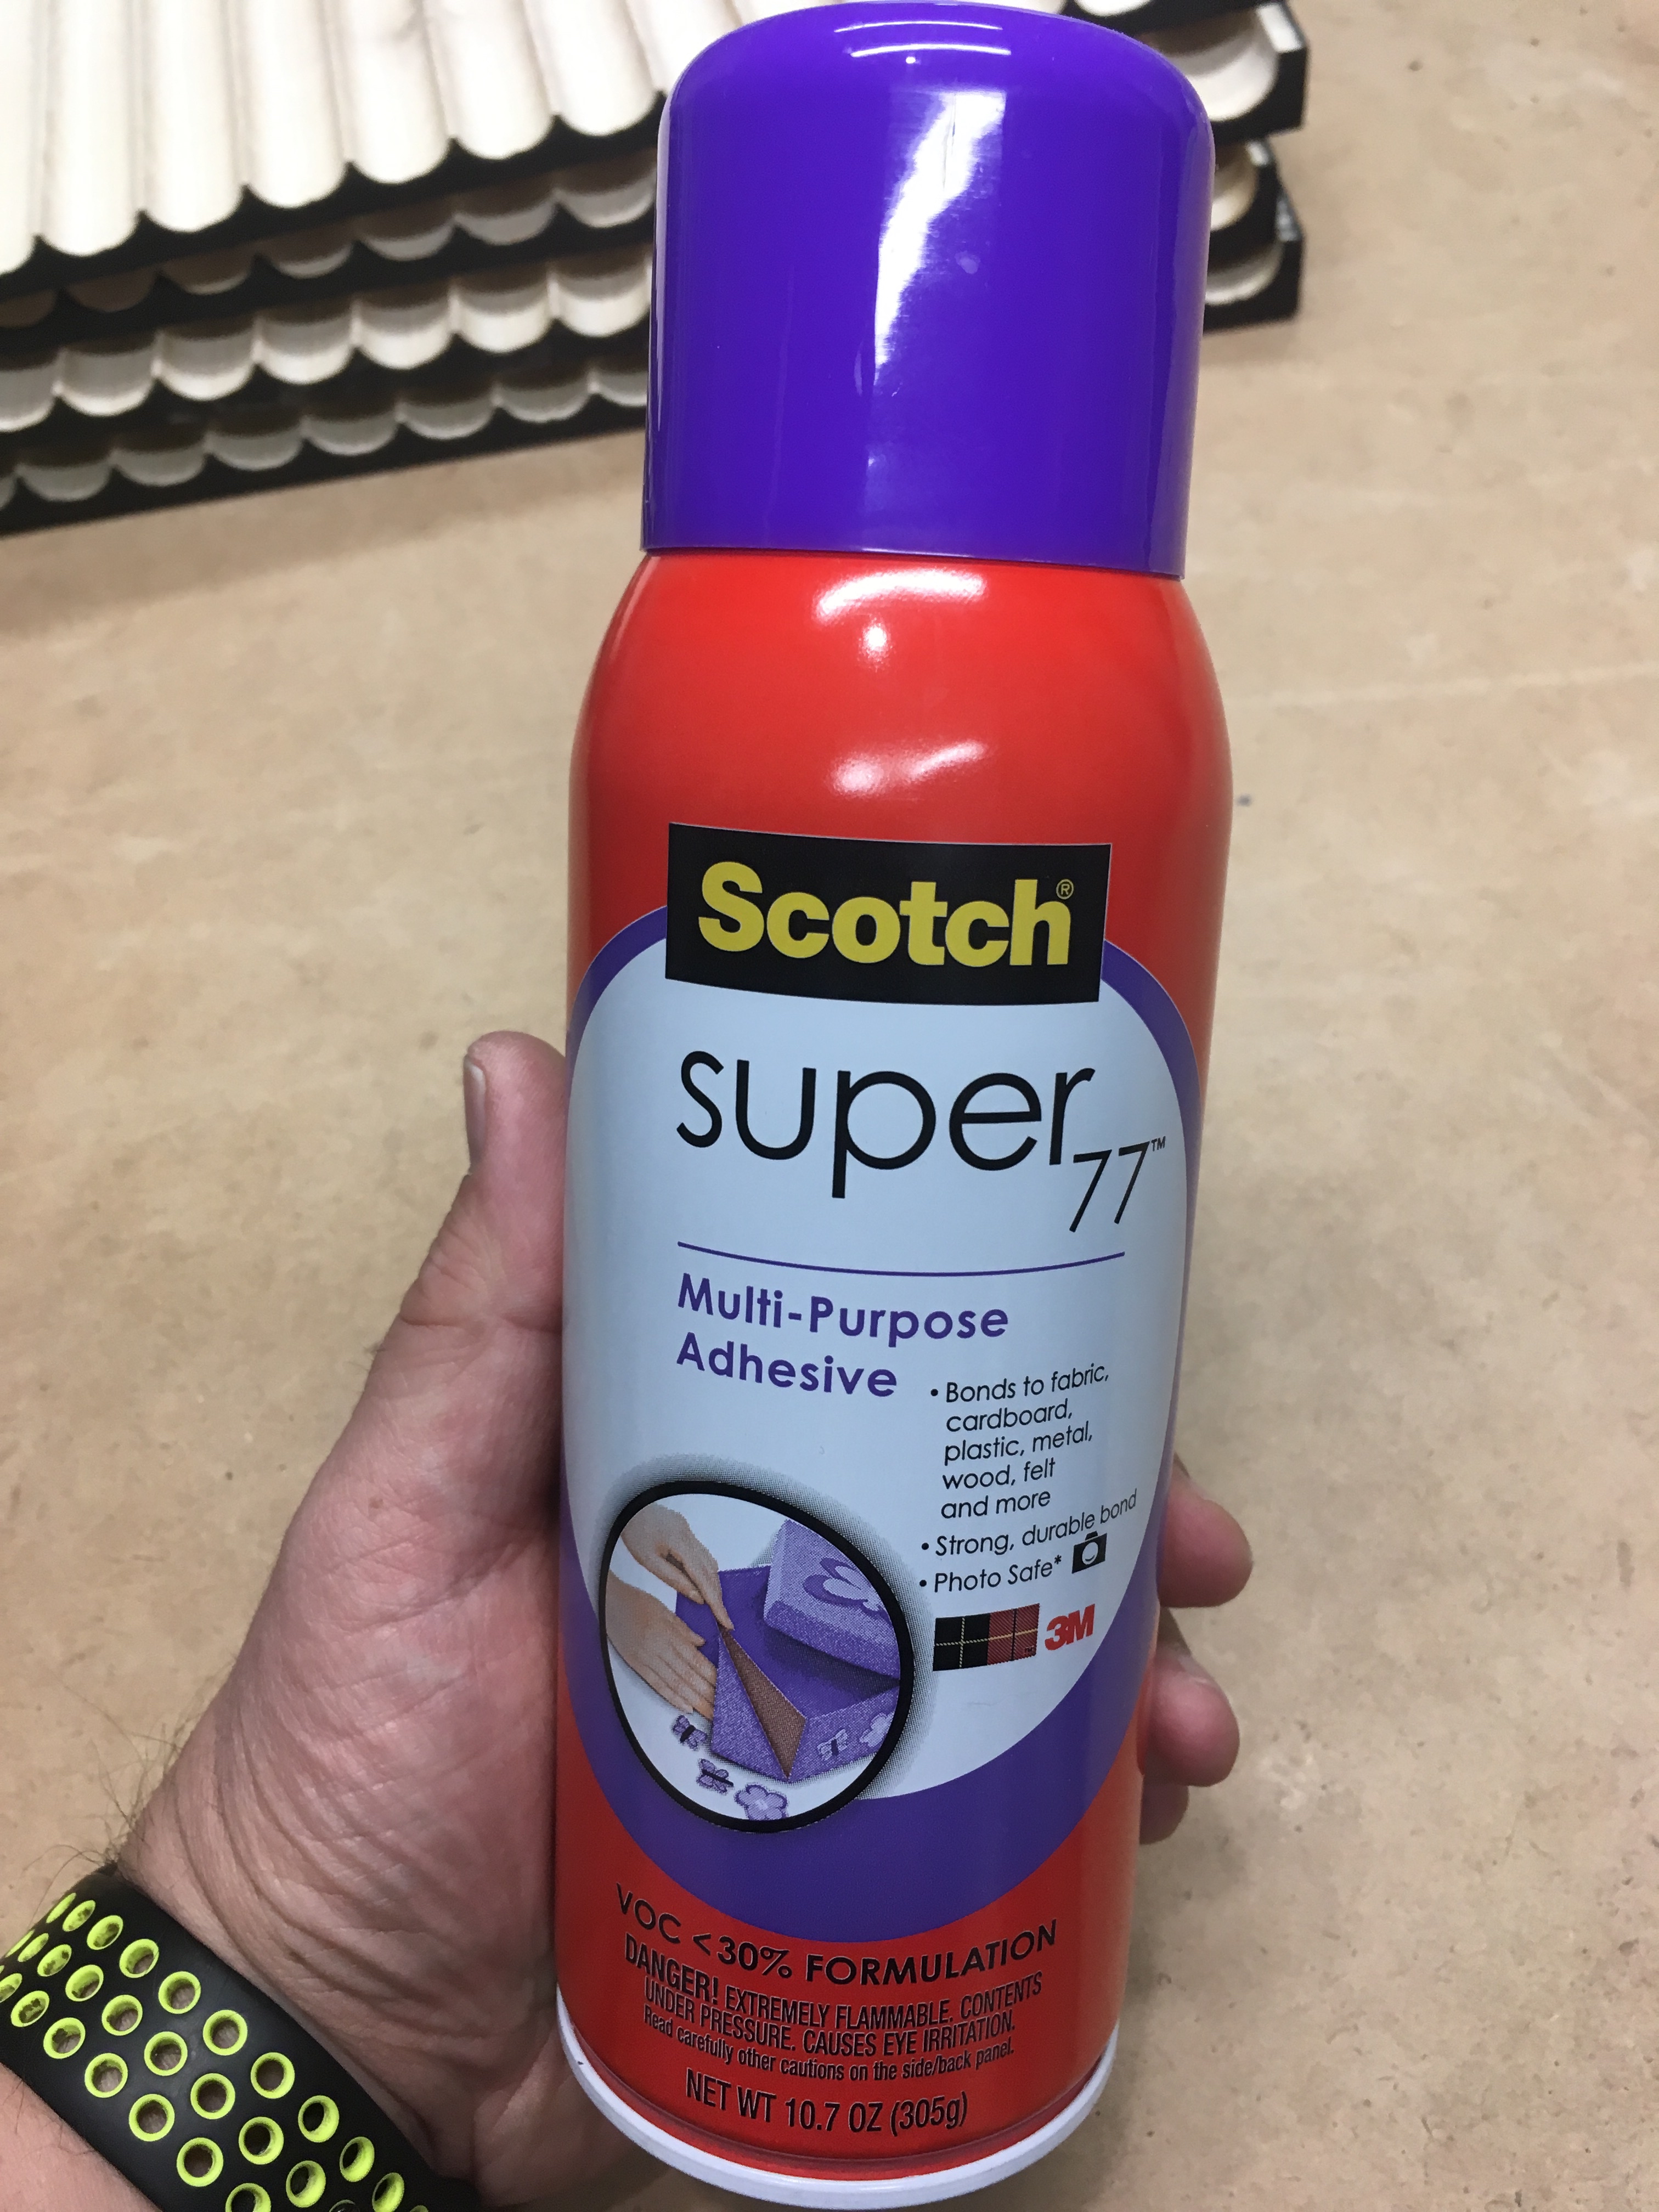 Scotch®
super
77™
Multi-Purpose
Adhesive
• Bonds to fabric,
cardboard,
plastic, metal,
wood, felt
and more
• Strong, durable bond
• Photo Safe*
3M
VOC <30% FORMULATION
DANGER! EXTREMELY FLAMMABLE. CONTENTS
UNDER PRESSURE. CAUSES EYE IRRITATION.
Read carefully other cautions on the side/back panel.
NET WT 10.7 OZ (305g)